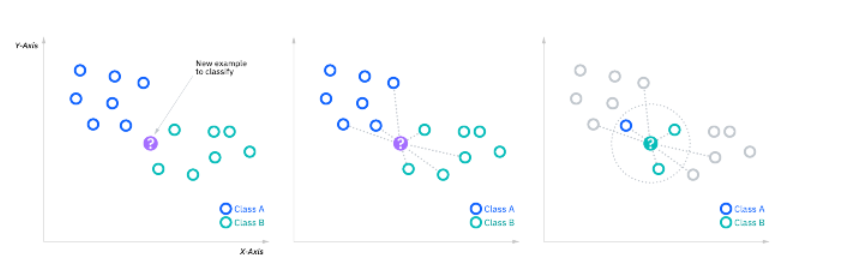 Y-Axis
New example
to classify
?
Class A
Class B
X-Axis
?
Class A
Class B
?
Class A
Class B